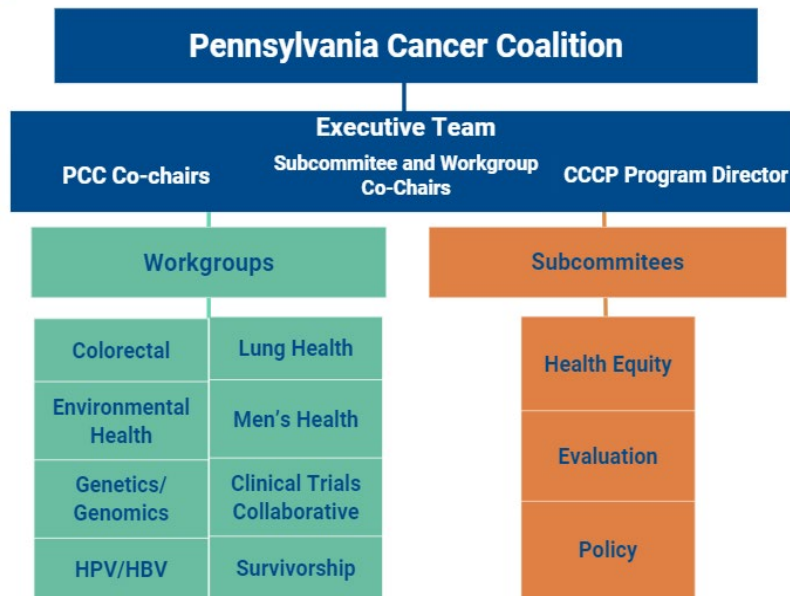 Pennsylvania Cancer Coalition
Executive Team
PCC Co-chairs
Subcommitee and Workgroup
Co-Chairs
CCCP Program Director
Workgroups
Colorectal
Lung Health
Environmental
Health
Men's Health
Genetics/
Genomics
Clinical Trials
Collaborative
HPV/HBV
Survivorship
Subcommitees
Health Equity
Evaluation
Policy